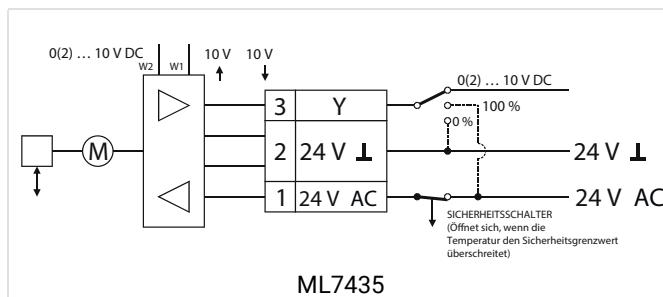 0(2) … 10 V DC
W2 W1
10 V 10 V
0(2) … 10 V DC
3 Y
100 %
0 %
M
2 24 V ⊥
24 V ⊥
1 24 V AC
24 V AC
SICHERHEITSSCHALTER
(Öffnet sich, wenn die
Temperatur den Sicherheitsgrenzwert
überschreitet)
ML7435